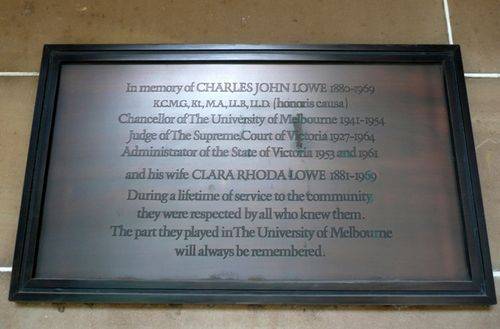 In memory of CHARLES JOHN LOWE 1880-1969
K.C.M.G, Kt., M.A., LL.B, LL.D. (honoris causa)
Chancellor of The University of Melbourne 1941-1954
Judge of The Supreme Court of Victoria 1927-1964
Administrator of the State of Victoria 1953 and 1961
and his wife CLARA RHODA LOWE 1881-1969
During a lifetime of service to the community,
they were respected by all who knew them.
The part they played in The University of Melbourne
will always be remembered.